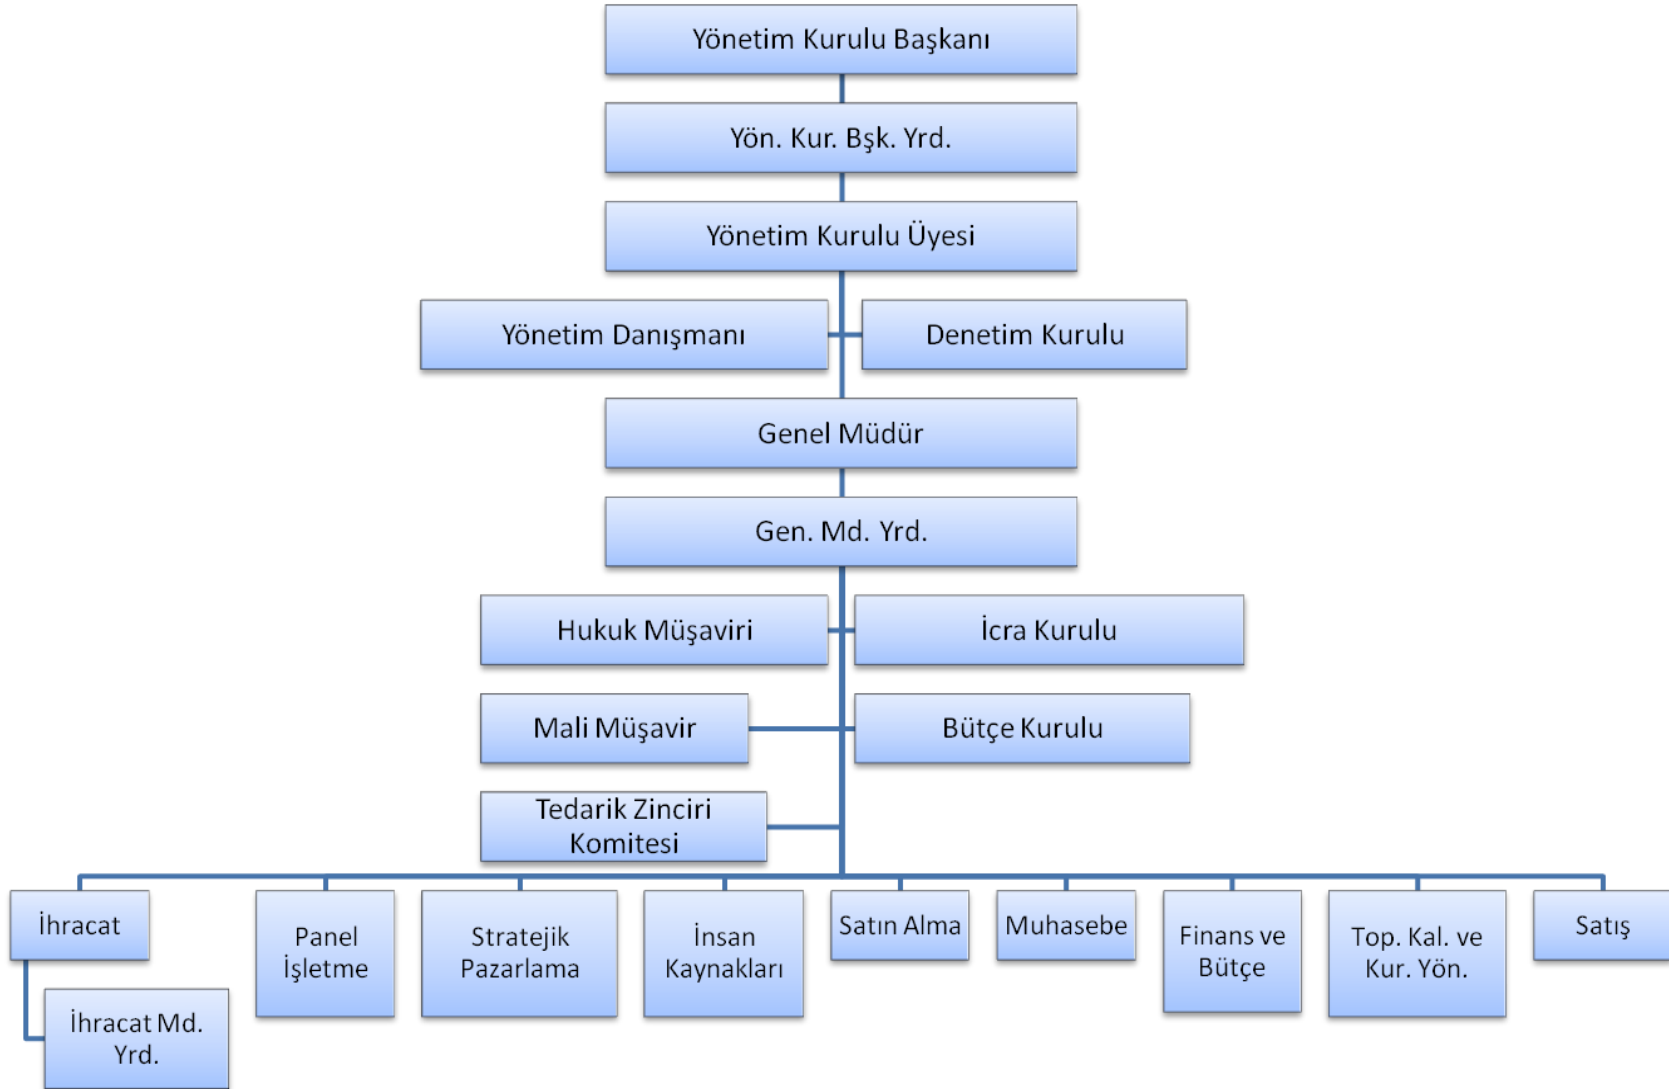 Yönetim Kurulu Başkanı
Yön. Kur. Bşk. Yrd.
Yönetim Kurulu Üyesi
Yönetim Danışmanı
Denetim Kurulu
Genel Müdür
Gen. Md. Yrd.
Hukuk Müşaviri
İcra Kurulu
Mali Müşavir
Bütçe Kurulu
Tedarik Zinciri
Komitesi
İhracat
İhracat Md.
Yrd.
Panel
İşletme
Stratejik
Pazarlama
İnsan
Kaynakları
Satın Alma
Muhasebe
Finans ve
Bütçe
Top. Kal. ve
Kur. Yön.
Satış